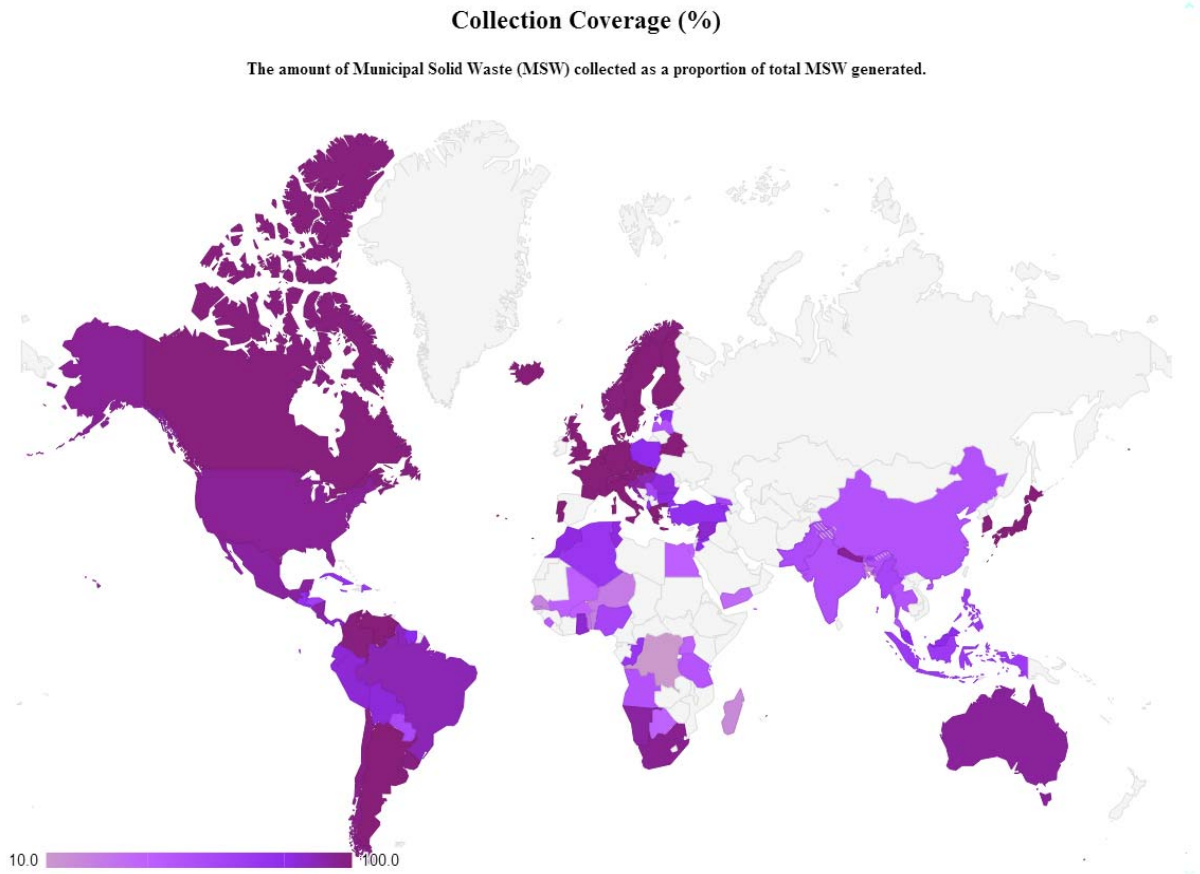 Collection Coverage (%)
The amount of Municipal Solid Waste (MSW) collected as a proportion of total MSW generated.
10.0 100.0